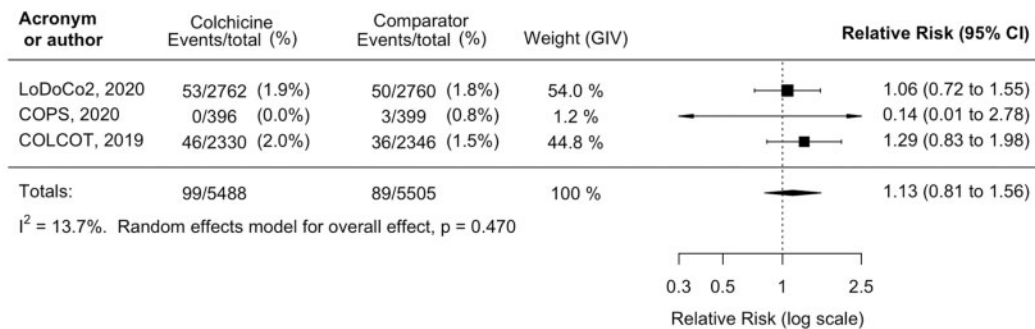 Acronym or author Colchicine Events/total (%) Comparator Events/total (%) Weight (GIV) Relative Risk (95% CI)
LoDoCo2, 2020 53/2762 (1.9%) 50/2760 (1.8%) 54.0 % 1.06 (0.72 to 1.55)
COPS, 2020 0/396 (0.0%) 3/399 (0.8%) 1.2 % 0.14 (0.01 to 2.78)
COLCOT, 2019 46/2330 (2.0%) 36/2346 (1.5%) 44.8 % 1.29 (0.83 to 1.98)
Totals: 99/5488 89/5505 100 % 1.13 (0.81 to 1.56)
I² = 13.7%. Random effects model for overall effect, p = 0.470
0.3 0.5 1 2.5
Relative Risk (log scale)